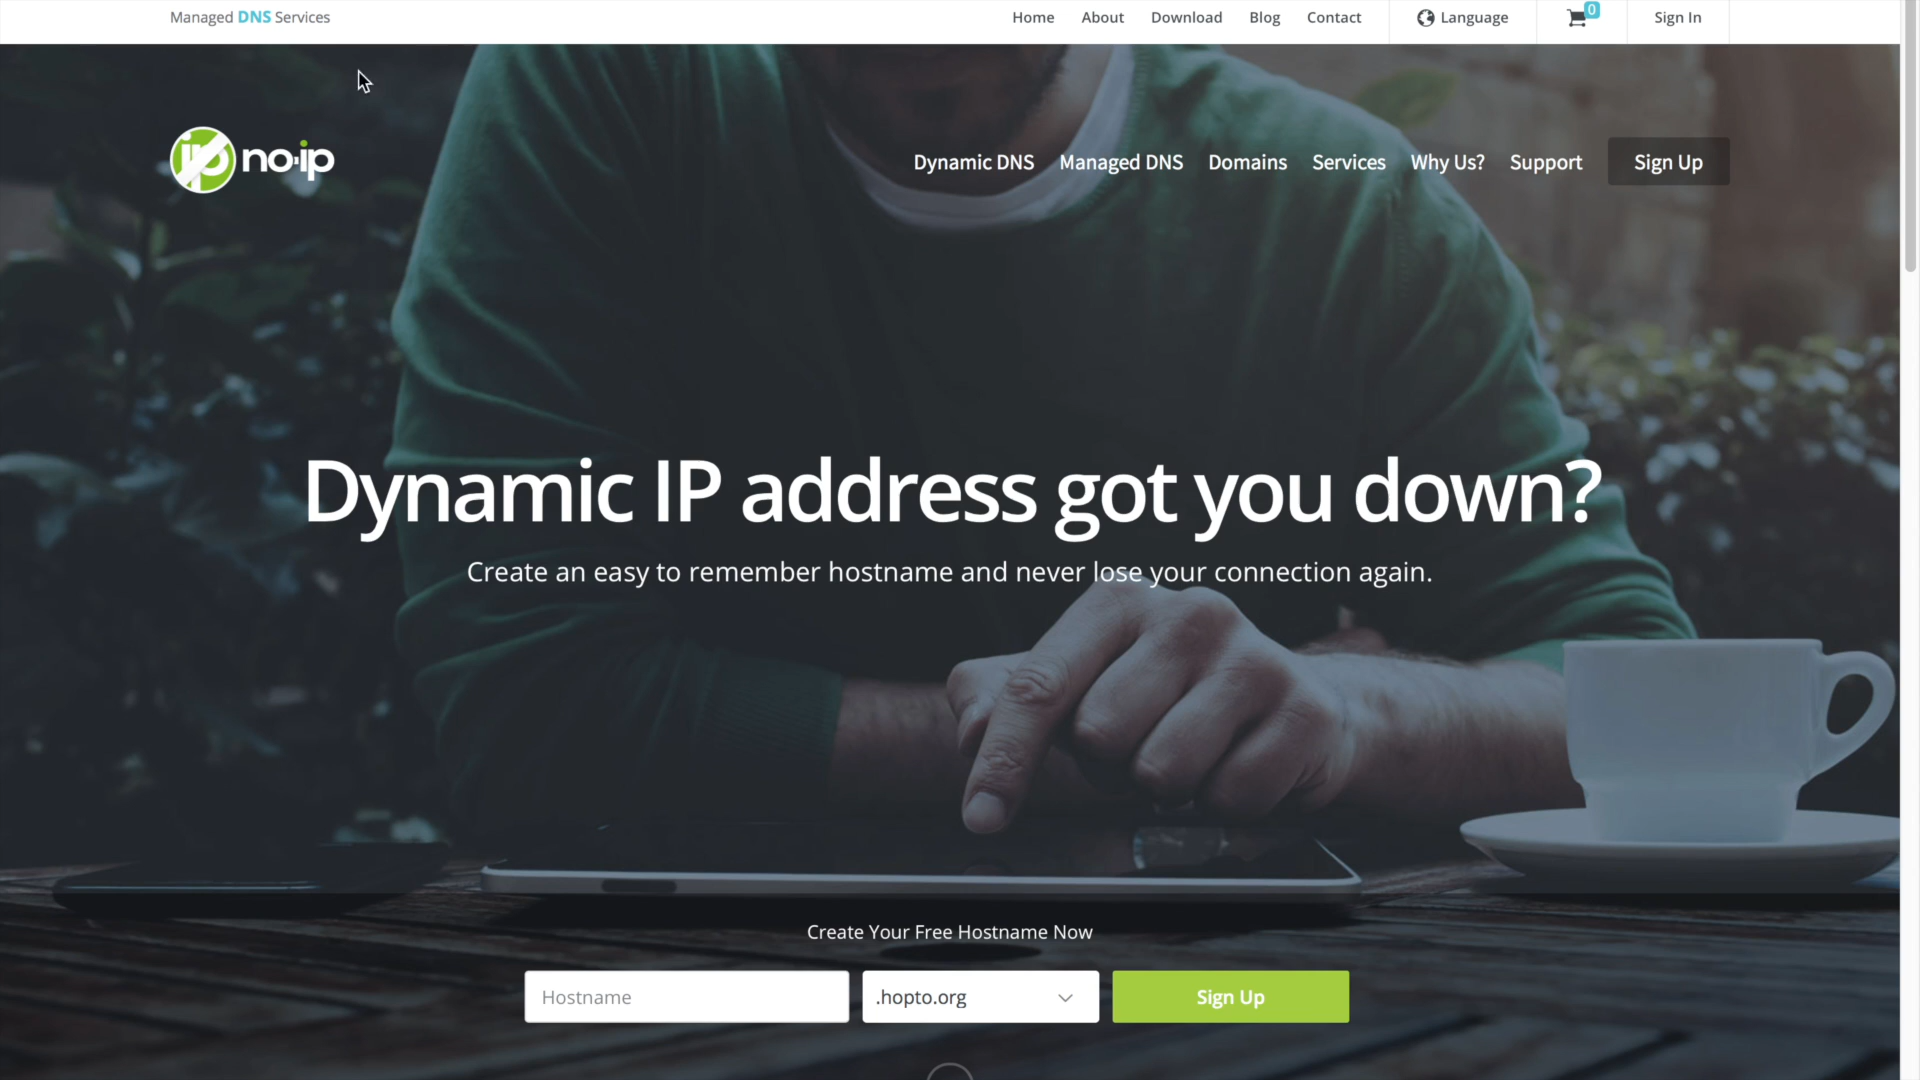 Managed DNS Services
Home About Download Blog Contact Language 0 Sign In
ip no·ip
Dynamic DNS Managed DNS Domains Services Why Us? Support Sign Up
Dynamic IP address got you down?
Create an easy to remember hostname and never lose your connection again.
Create Your Free Hostname Now
Hostname .hopto.org Sign Up